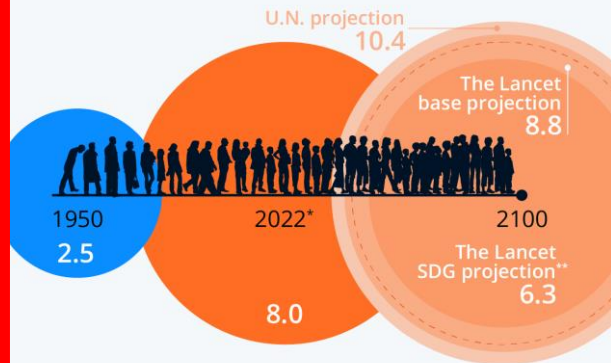 U.N. projection
10.4
The Lancet
base projection
8.8
1950
2022*
2100
2.5
The Lancet
SDG projection**
6.3
8.0